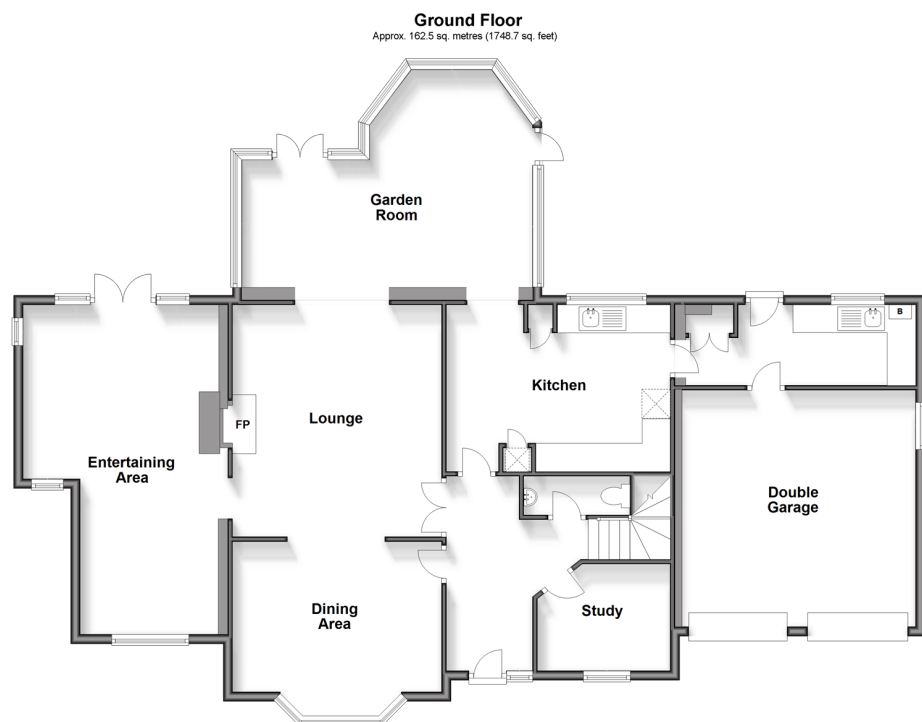 Ground Floor
Approx. 162.5 sq. metres (1748.7 sq. feet)
Garden
Room
B
Kitchen
Lounge
FP
Entertaining
Area
Double
Garage
Dining
Area
Study